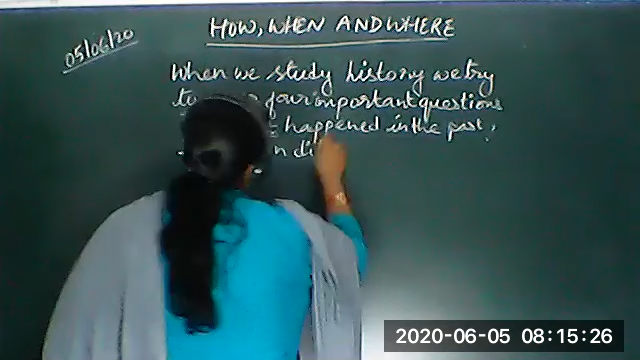 05/06/20
HOW, WHEN AND WHERE
When we study history we try
four important questions
happened in the past,
n di
2020-06-05 08:15:26